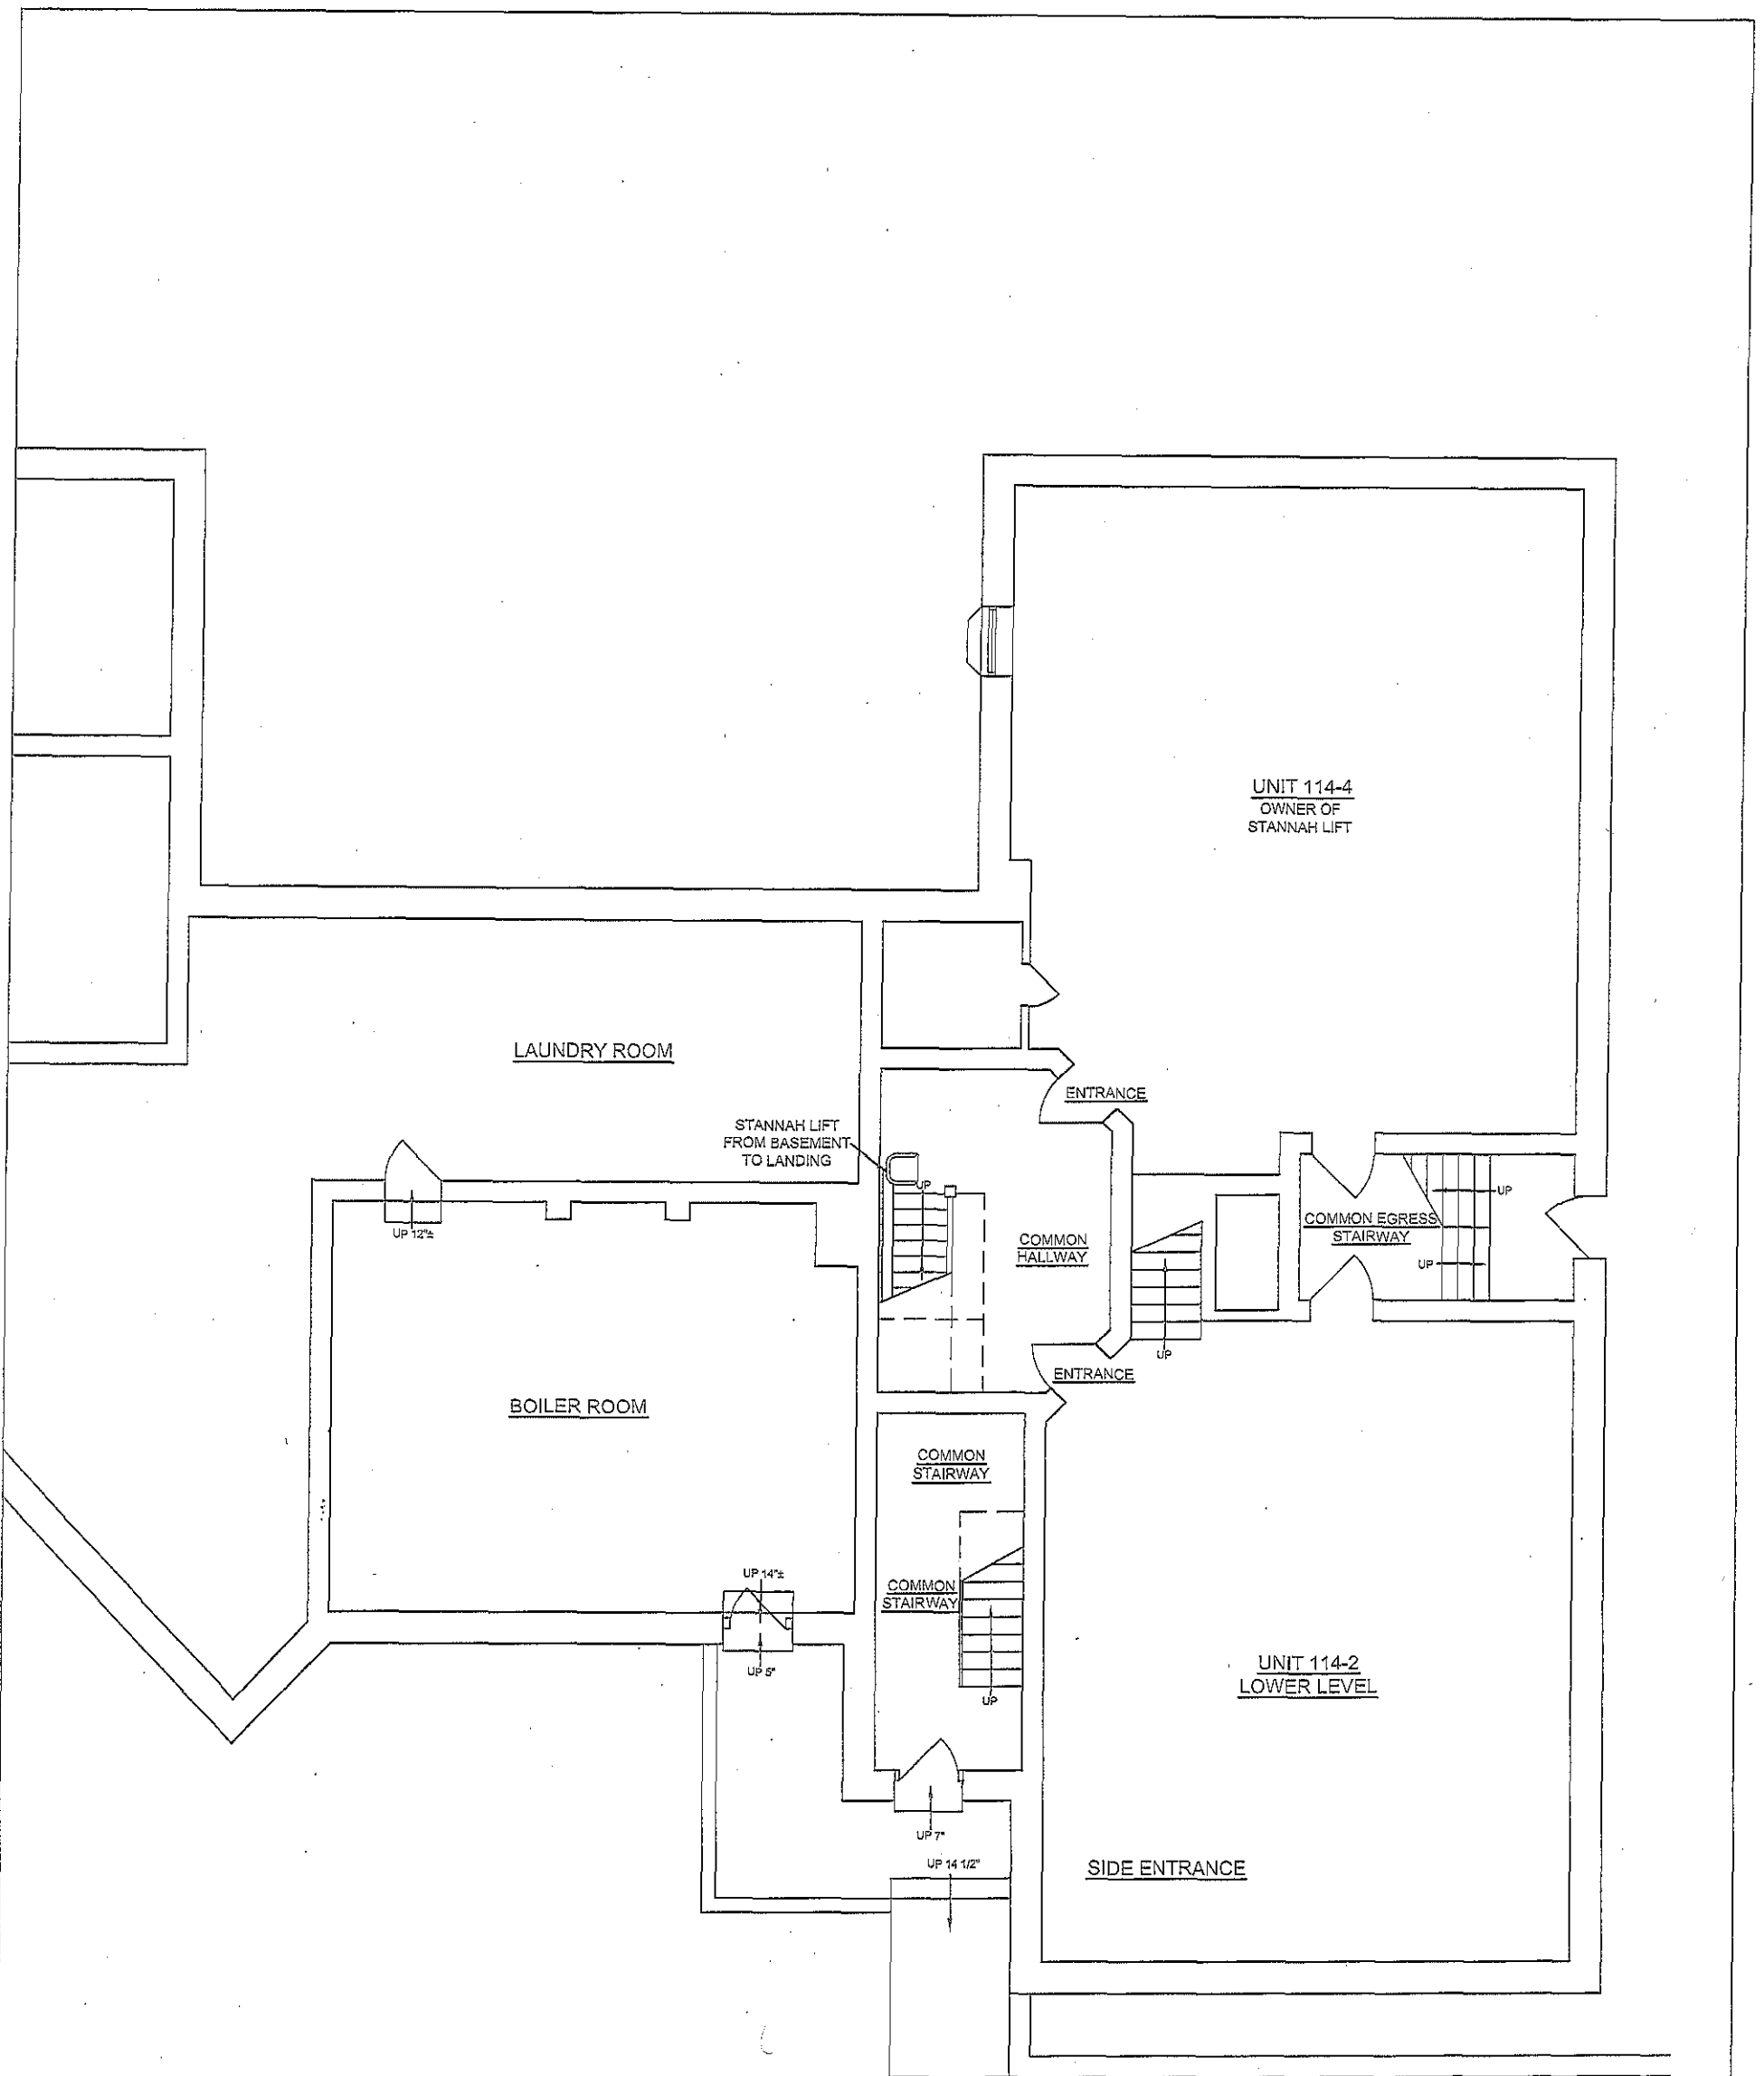 UNIT 114-4
OWNER OF
STANNAH LIFT
LAUNDRY ROOM
ENTRANCE
STANNAH LIFT
FROM BASEMENT
TO LANDING
UP
UP
COMMON EGRESS
STAIRWAY
UP
UP 12"±
COMMON
HALLWAY
UP
ENTRANCE
BOILER ROOM
COMMON
STAIRWAY
UP 14"±
COMMON
STAIRWAY
UP 5"
UP
UNIT 114-2
LOWER LEVEL
UP 7"
UP 14 1/2"
SIDE ENTRANCE